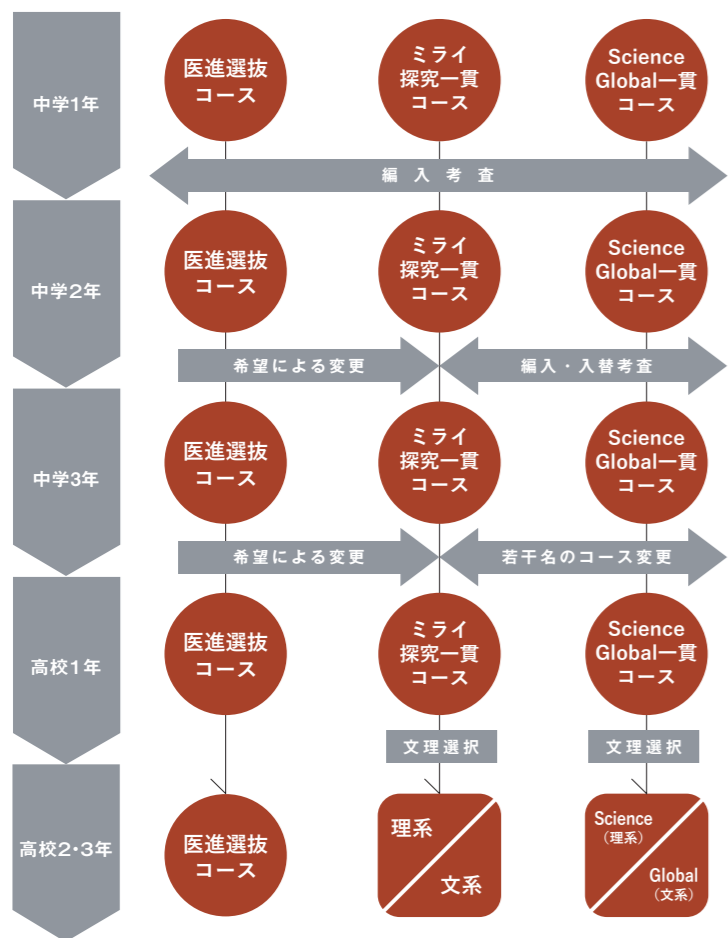 中学1年
医進選抜
コース
ミライ
探究一貫
コース
Science
Global一貫
コース
編入考査
中学2年
医進選抜
コース
ミライ
探究一貫
コース
Science
Global一貫
コース
希望による変更
編入・入替考査
中学3年
医進選抜
コース
ミライ
探究一貫
コース
Science
Global一貫
コース
希望による変更
若干名のコース変更
高校1年
医進選抜
コース
ミライ
探究一貫
コース
Science
Global一貫
コース
文理選択
文理選択
高校2・3年
医進選抜
コース
理系
文系
Science
（理系）
Global
（文系）